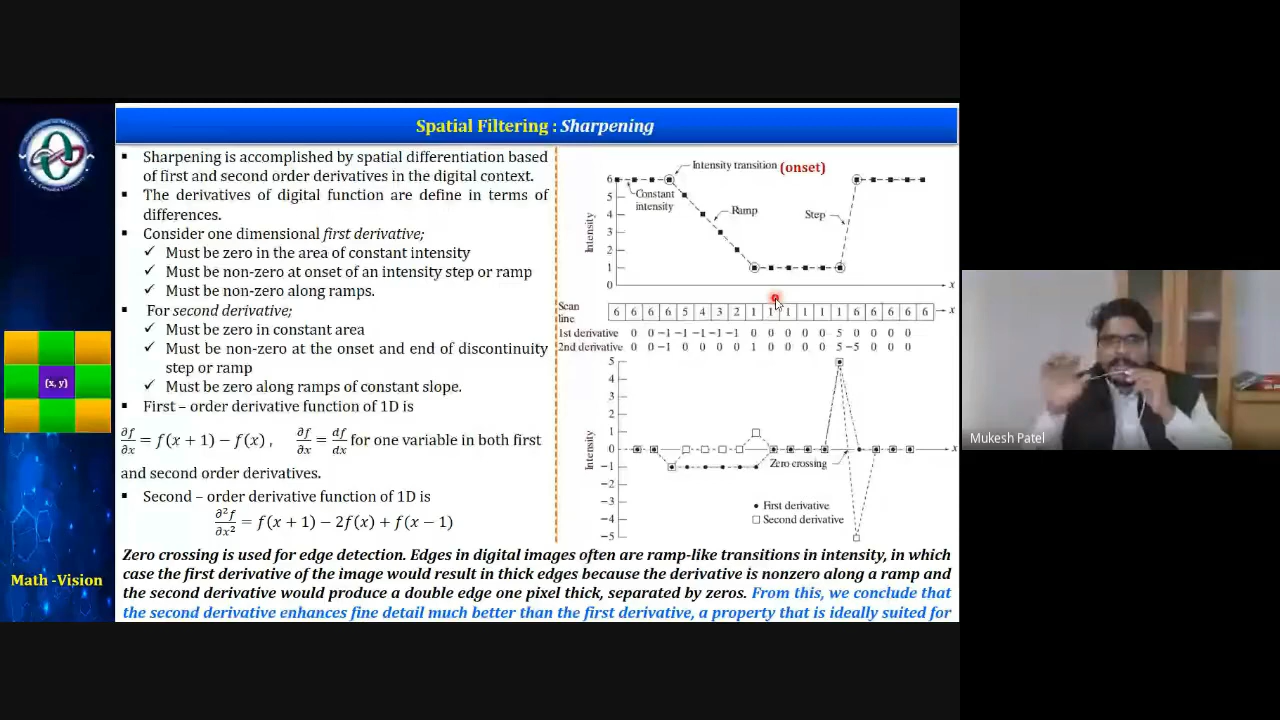 Spatial Filtering : Sharpening
▪ Sharpening is accomplished by spatial differentiation based
of first and second order derivatives in the digital context.
▪ The derivatives of digital function are define in terms of
differences.
▪ Consider one dimensional first derivative;
✓ Must be zero in the area of constant intensity
✓ Must be non-zero at onset of an intensity step or ramp
✓ Must be non-zero along ramps.
▪ For second derivative;
✓ Must be zero in constant area
✓ Must be non-zero at the onset and end of discontinuity
step or ramp
✓ Must be zero along ramps of constant slope.
▪ First – order derivative function of 1D is
∂f/∂x = f(x + 1) − f(x) , ∂f/∂x = df/dx for one variable in both first
and second order derivatives.
▪ Second – order derivative function of 1D is
∂²f/∂x² = f(x + 1) − 2f(x) + f(x − 1)
Intensity transition (onset)
Constant
intensity
Ramp
Step
Intensity
6
5
4
3
2
1
0
x
Scan
line
6 6 6 6 5 4 3 2 1 1 1 1 1 1 6 6 6 6 6
x
1st derivative 0 0 −1 −1 −1 −1 −1 0 0 0 0 0 5 0 0 0 0
2nd derivative 0 0 −1 0 0 0 0 1 0 0 0 0 5 −5 0 0 0
Intensity
5
4
3
2
1
0
−1
−2
−3
−4
−5
x
Zero crossing
First derivative
Second derivative
Zero crossing is used for edge detection. Edges in digital images often are ramp-like transitions in intensity, in which
case the first derivative of the image would result in thick edges because the derivative is nonzero along a ramp and
the second derivative would produce a double edge one pixel thick, separated by zeros. From this, we conclude that
the second derivative enhances fine detail much better than the first derivative, a property that is ideally suited for
(x, y)
Math -Vision
Mukesh Patel